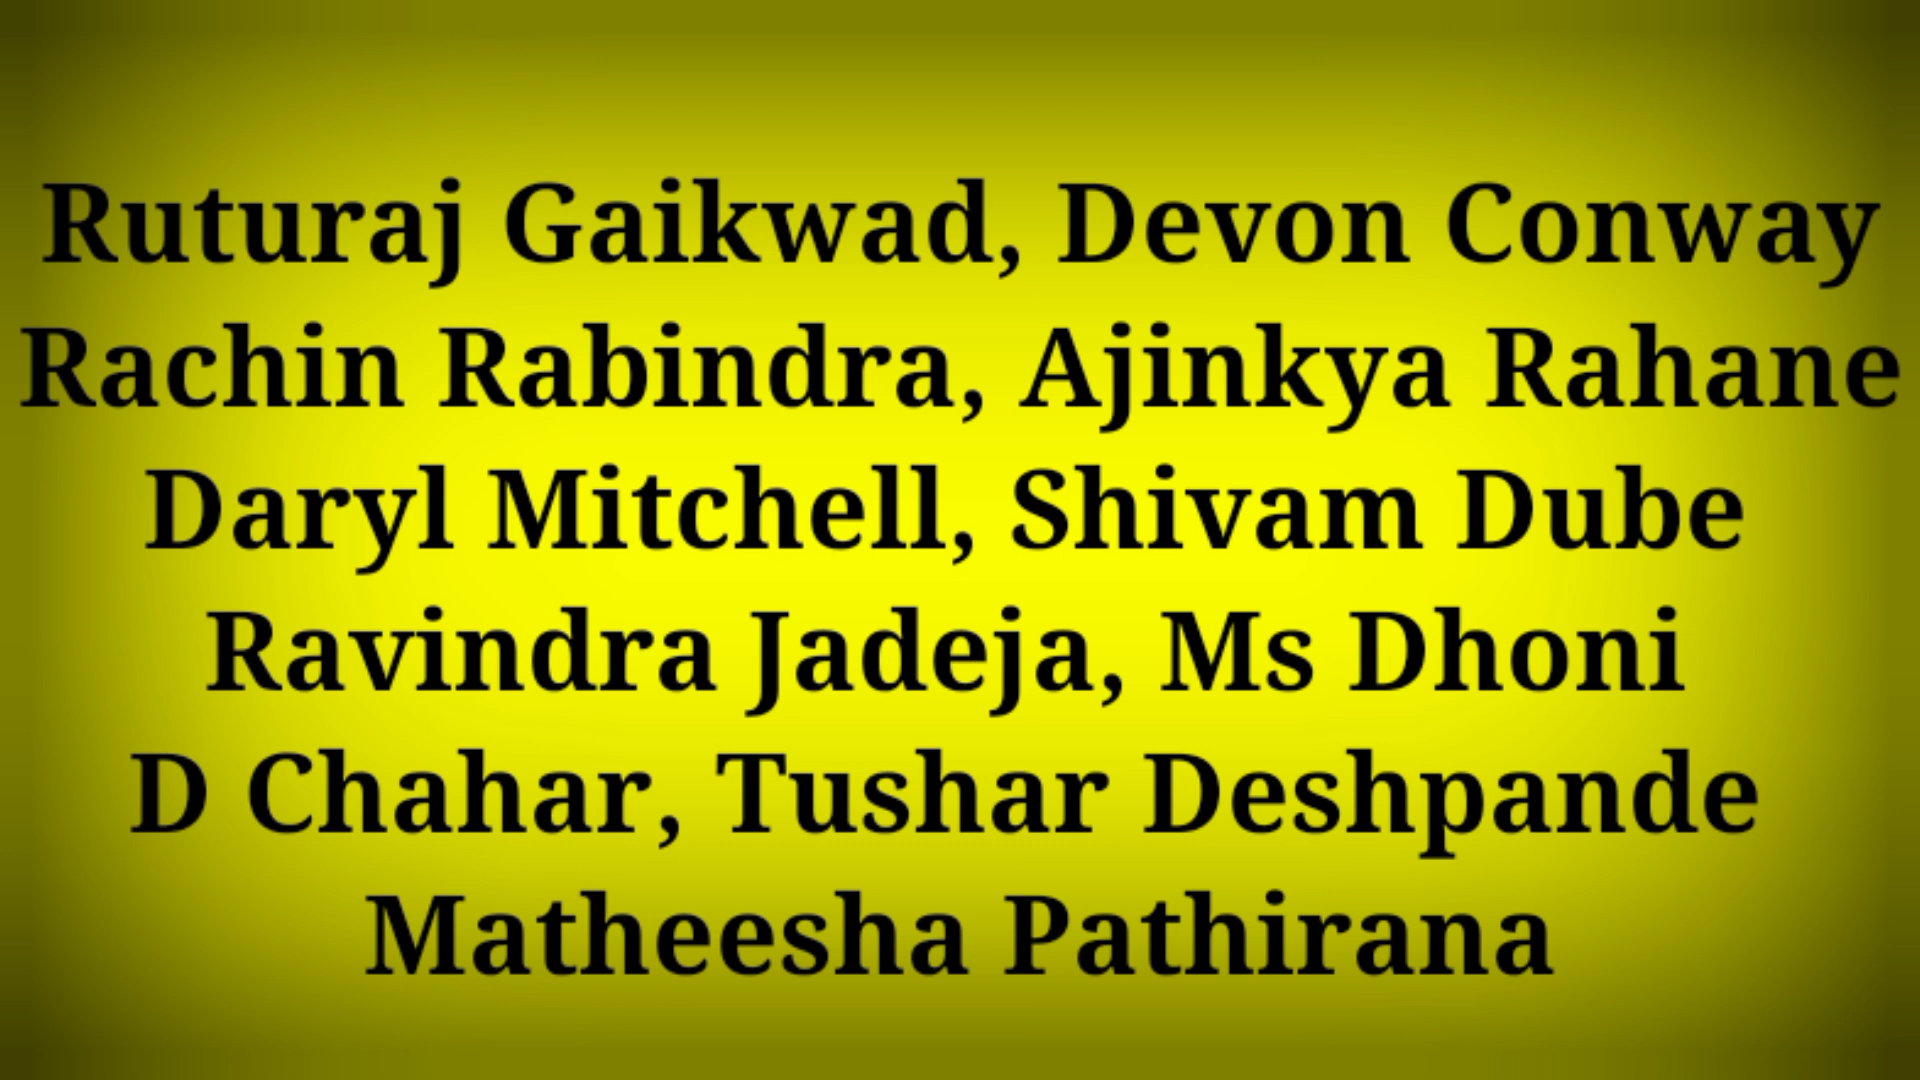 Ruturaj Gaikwad, Devon Conway
Rachin Rabindra, Ajinkya Rahane
Daryl Mitchell, Shivam Dube
Ravindra Jadeja, Ms Dhoni
D Chahar, Tushar Deshpande
Matheesha Pathirana